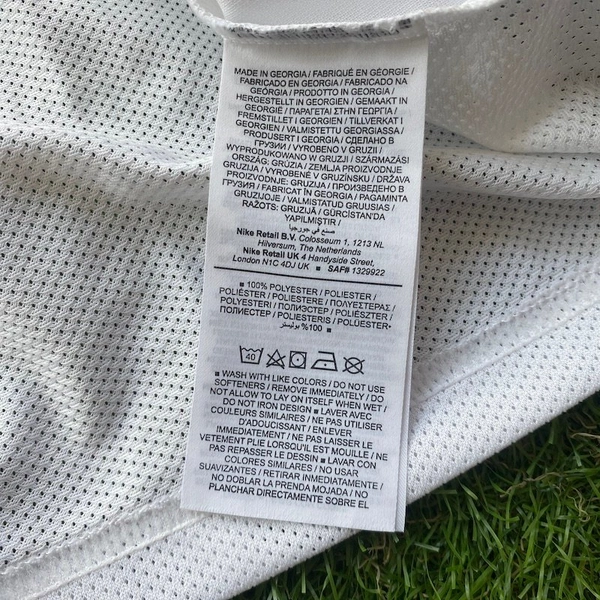 MADE IN GEORGIA / FABRIQUÉ EN GÉORGIE /
FABRICADO EN GEORGIA / FABRICADO NA
GEÓRGIA / PRODOTTO IN GEORGIA /
HERGESTELLT IN GEORGIEN / GEMAAKT IN
GEORGIË / ΠΑΡΑΓΕΤΑΙ ΣΤΗΝ ΓΕΩΡΓΙΑ /
FREMSTILLET I GEORGIEN / TILLVERKAT I
GEORGIEN / VALMISTETTU GEORGIASSA /
PRODUSERT I GEORGIA / СДЕЛАНО В
ГРУЗИИ / VYROBENO V GRUZII /
WYPRODUKOWANO W GRUZJI / SZÁRMAZÁSI
ORSZÁG: GRÚZIA / ZEMLJA PROIZVODNJE
GRUZIJA / VYROBENÉ V GRUZÍNSKU / DRŽAVA
PROIZVODNJE: GRUZIJA / ПРОИЗВЕДЕНО В
ГРУЗИЯ / FABRICAT ÎN GEORGIA / PAGAMINTA
GRUZIJOJE / VALMISTATUD GRUUSIAS /
RAŽOTS: GRUZIJĀ / GÜRCİSTAN'DA
YAPILMIŞTIR /
صنع في جورجيا
Nike Retail B.V. Colosseum 1, 1213 NL
Hilversum, The Netherlands
Nike Retail UK 4 Handyside Street,
London N1C 4DJ UK ■ SAF# 1329922
■ 100% POLYESTER / POLIESTER /
POLIÉSTER / POLIESTERE / ΠΟΛΥΕΣΤΕΡΑΣ /
POLYESTERI / ПОЛИЭСТЕР / POLIÉSZTER /
ПОЛИЕСТЕР / POLIESTERIS / POLÜESTER•
100% بوليستر ■
40
■ WASH WITH LIKE COLORS / DO NOT USE
SOFTENERS / REMOVE IMMEDIATELY / DO
NOT ALLOW TO LAY ON ITSELF WHEN WET /
DO NOT IRON DESIGN ■ LAVER AVEC
COULEURS SIMILAIRES / NE PAS UTILISER
D'ADOUCISSANT / ENLEVER
IMMÉDIATEMENT / NE PAS LAISSER LE
VETEMENT PLIE LORSQU'IL EST MOUILLE / NE
PAS REPASSER LE DESSIN ■ LAVAR CON
COLORES SIMILARES / NO USAR
SUAVIZANTES / RETIRAR INMEDIATAMENTE /
NO DOBLAR LA PRENDA MOJADA / NO
PLANCHAR DIRECTAMENTE SOBRE EL